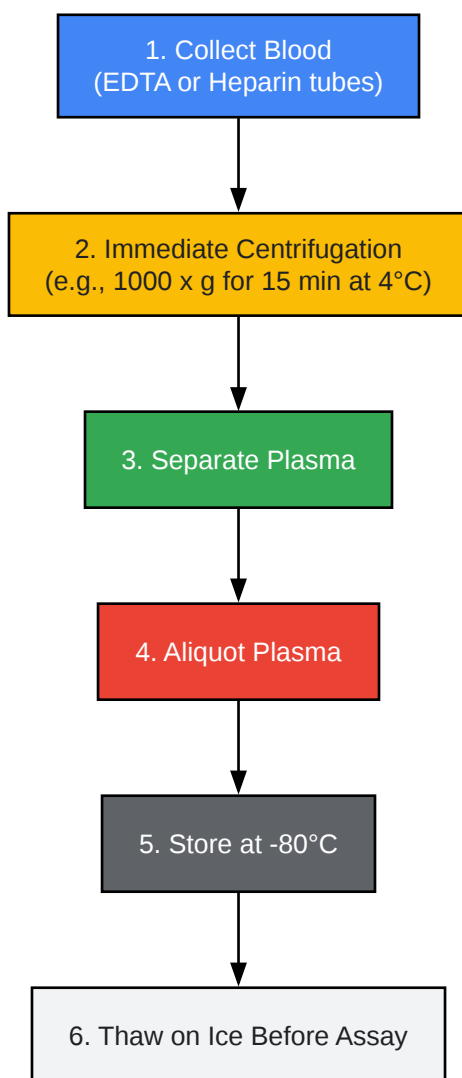 1. Collect Blood
(EDTA or Heparin tubes)
2. Immediate Centrifugation
(e.g., 1000 x g for 15 min at 4°C)
3. Separate Plasma
4. Aliquot Plasma
5. Store at -80°C
6. Thaw on Ice Before Assay